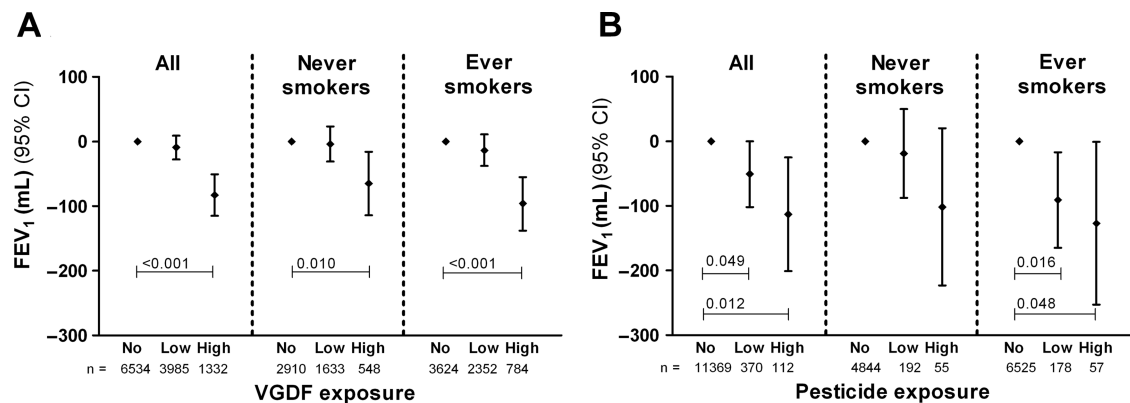 A
All
Never smokers
Ever smokers
FEV1 (mL) (95% CI)
100
0
−100
−200
−300
<0.001
0.010
<0.001
No Low High No Low High No Low High
n = 6534 3985 1332 2910 1633 548 3624 2352 784
VGDF exposure
B
All
Never smokers
Ever smokers
FEV1 (mL) (95% CI)
100
0
−100
−200
−300
0.049
0.012
0.016
0.048
No Low High No Low High No Low High
n = 11369 370 112 4844 192 55 6525 178 57
Pesticide exposure